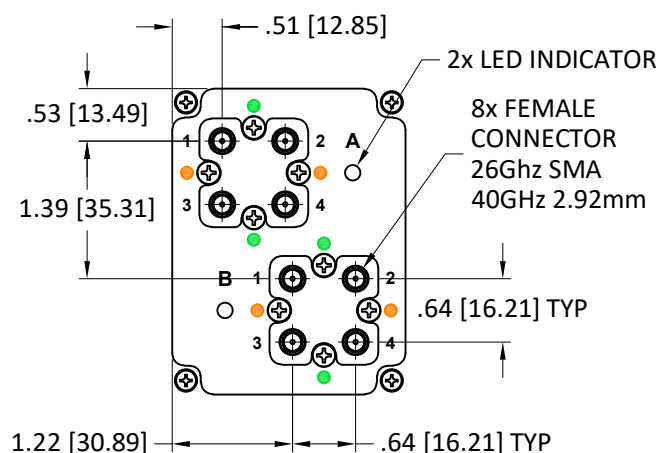 .51 [12.85]
2x LED INDICATOR
.53 [13.49]
8x FEMALE
CONNECTOR
26Ghz SMA
40GHz 2.92mm
1 2 A
1.39 [35.31]
3 4
B 1 2
.64 [16.21] TYP
3 4
1.22 [30.89]
.64 [16.21] TYP